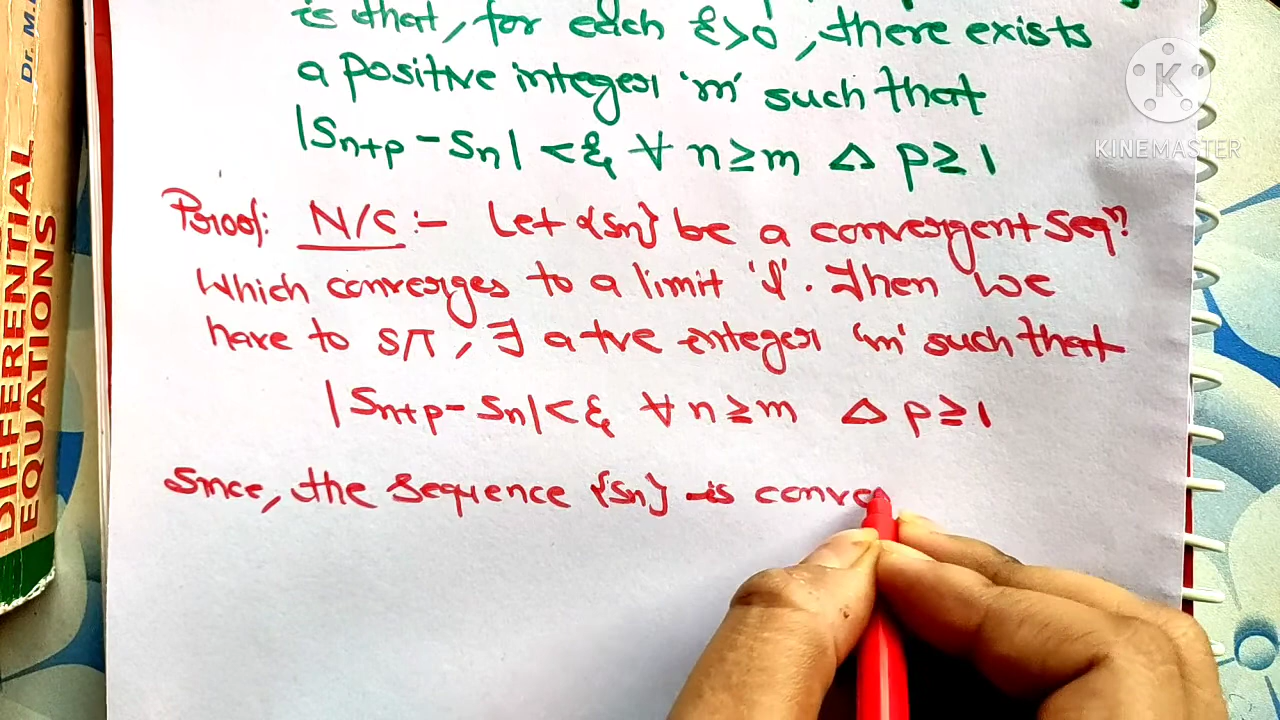 is that, for each ε>0, there exists
a positive integer 'm' such that
|Sn+p - Sn| < ε ∀ n ≥ m Δ p ≥ 1
Proof: N/C :- Let {Sn} be a convergent Seqⁿ
Which converges to a limit 'l'. Then we
have to S/T, ∃ a +ve enteger 'm' such that
|Sn+p - Sn| < ε ∀ n ≥ m Δ p ≥ 1
Since, the Sequence {Sn} is conve
K
KINEMASTER
DIFFERENTIAL
EQUATIONS